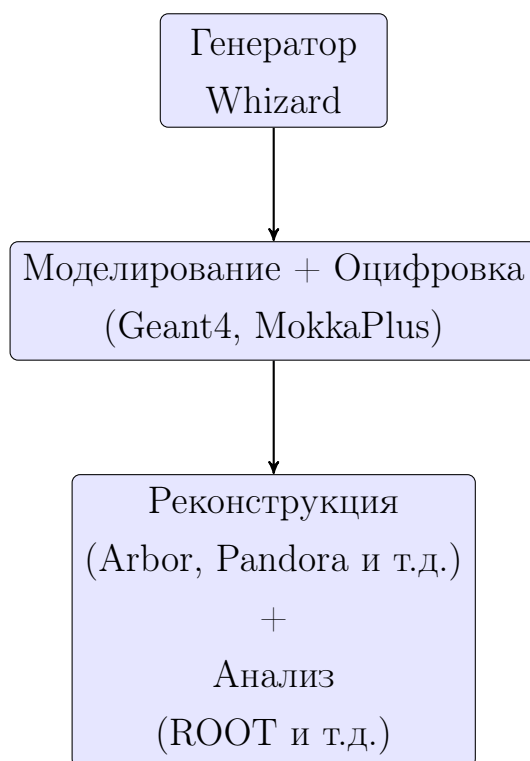 Генератор
Whizard
Моделирование + Оцифровка
(Geant4, MokkaPlus)
Реконструкция
(Arbor, Pandora и т.д.)
+
Анализ
(ROOT и т.д.)